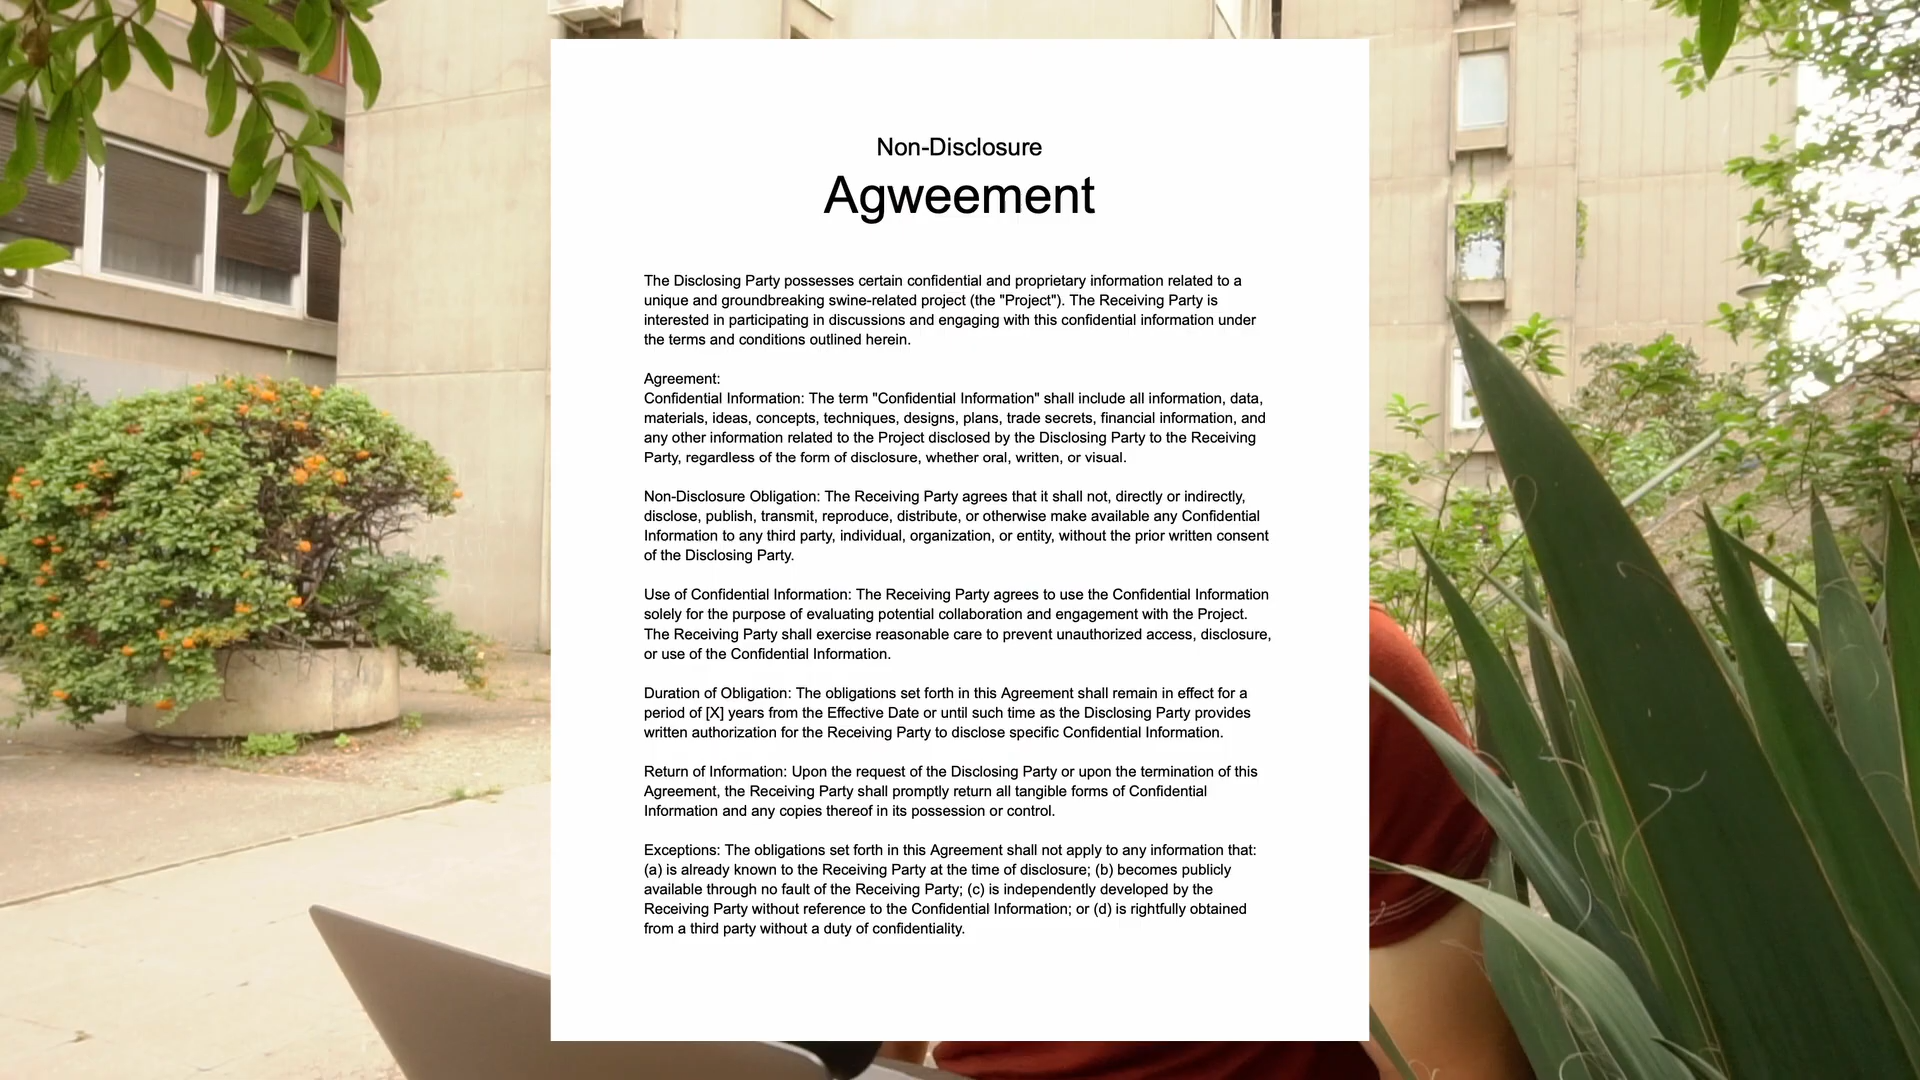 Non-Disclosure
Agweement
The Disclosing Party possesses certain confidential and proprietary information related to a
unique and groundbreaking swine-related project (the "Project"). The Receiving Party is
interested in participating in discussions and engaging with this confidential information under
the terms and conditions outlined herein.
Agreement:
Confidential Information: The term "Confidential Information" shall include all information, data,
materials, ideas, concepts, techniques, designs, plans, trade secrets, financial information, and
any other information related to the Project disclosed by the Disclosing Party to the Receiving
Party, regardless of the form of disclosure, whether oral, written, or visual.
Non-Disclosure Obligation: The Receiving Party agrees that it shall not, directly or indirectly,
disclose, publish, transmit, reproduce, distribute, or otherwise make available any Confidential
Information to any third party, individual, organization, or entity, without the prior written consent
of the Disclosing Party.
Use of Confidential Information: The Receiving Party agrees to use the Confidential Information
solely for the purpose of evaluating potential collaboration and engagement with the Project.
The Receiving Party shall exercise reasonable care to prevent unauthorized access, disclosure,
or use of the Confidential Information.
Duration of Obligation: The obligations set forth in this Agreement shall remain in effect for a
period of [X] years from the Effective Date or until such time as the Disclosing Party provides
written authorization for the Receiving Party to disclose specific Confidential Information.
Return of Information: Upon the request of the Disclosing Party or upon the termination of this
Agreement, the Receiving Party shall promptly return all tangible forms of Confidential
Information and any copies thereof in its possession or control.
Exceptions: The obligations set forth in this Agreement shall not apply to any information that:
(a) is already known to the Receiving Party at the time of disclosure; (b) becomes publicly
available through no fault of the Receiving Party; (c) is independently developed by the
Receiving Party without reference to the Confidential Information; or (d) is rightfully obtained
from a third party without a duty of confidentiality.